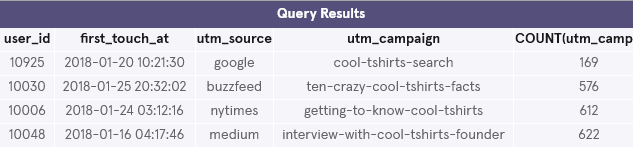 Query Results
user_id first_touch_at utm_source utm_campaign COUNT(utm_camp
10925 2018-01-20 10:21:30 google cool-tshirts-search 169
10030 2018-01-25 20:32:02 buzzfeed ten-crazy-cool-tshirts-facts 576
10006 2018-01-24 03:12:16 nytimes getting-to-know-cool-tshirts 612
10048 2018-01-16 04:17:46 medium interview-with-cool-tshirts-founder 622